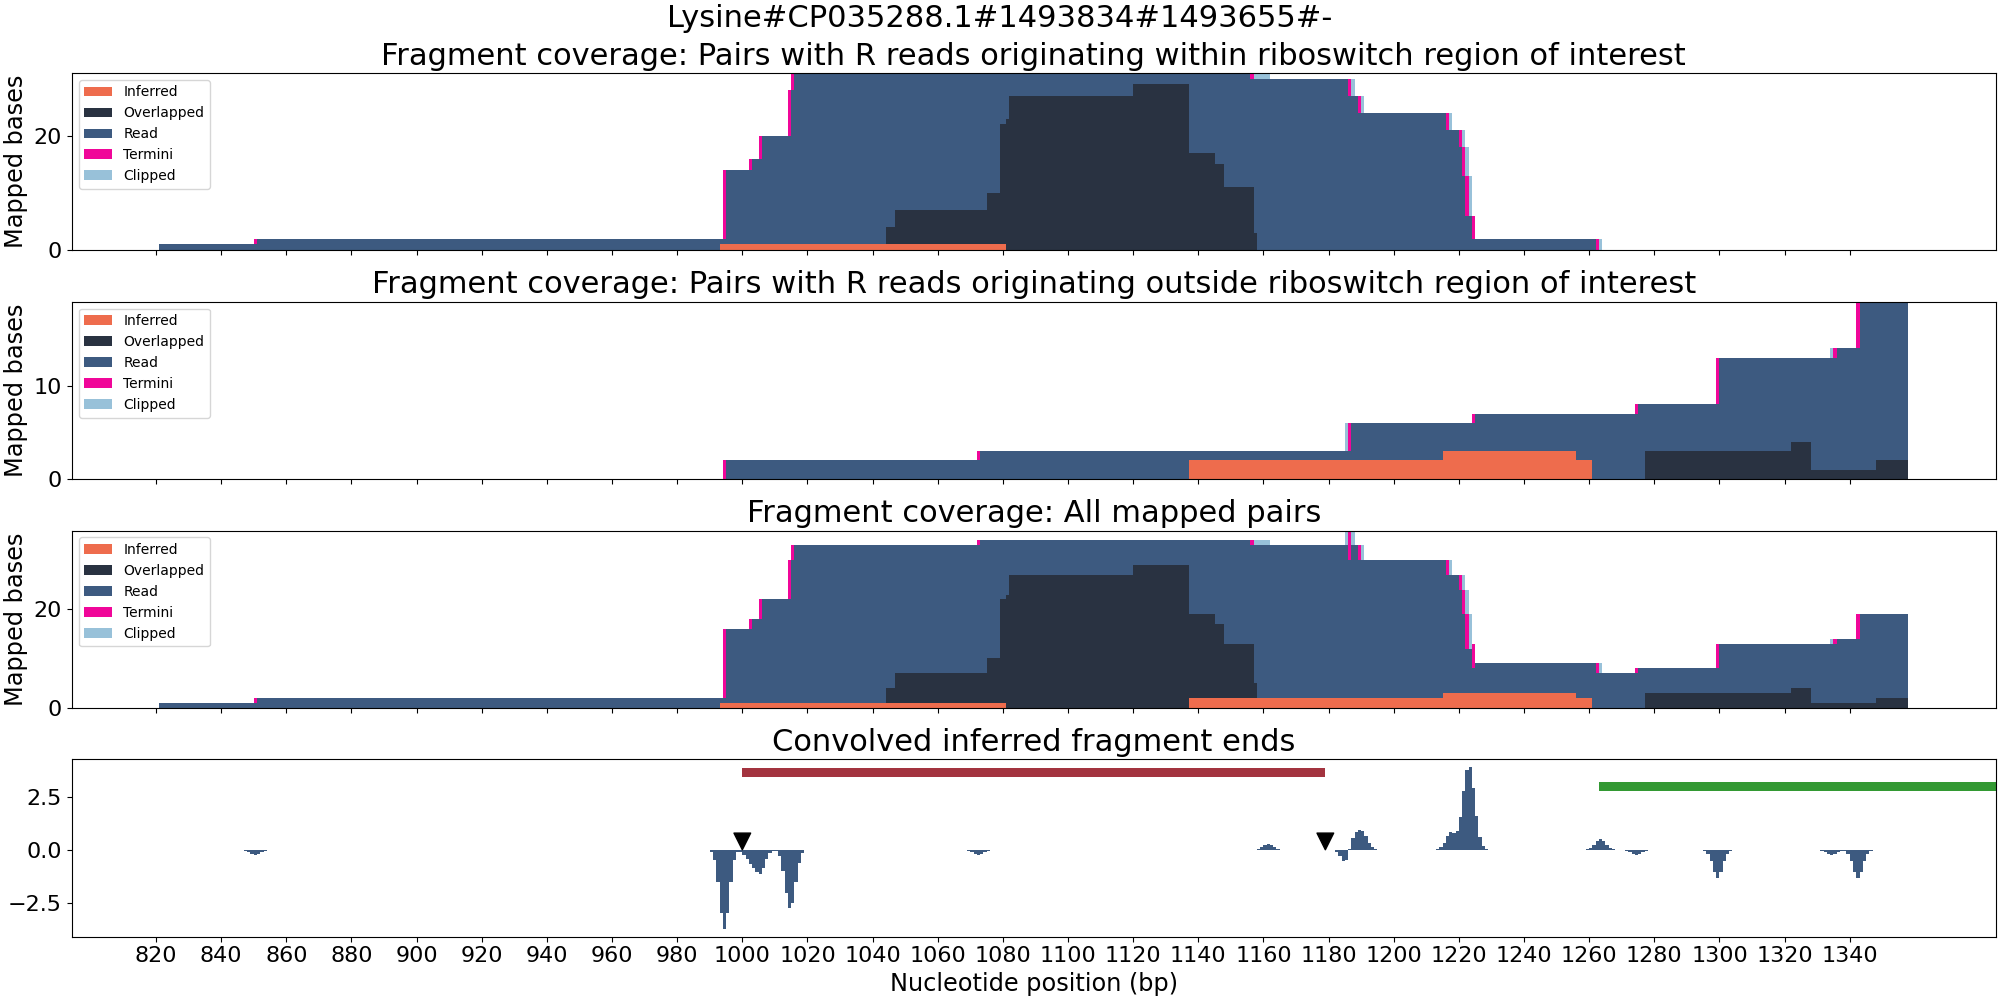 Lysine#CP035288.1#1493834#1493655#-
Fragment coverage: Pairs with R reads originating within riboswitch region of interest
Mapped bases
20
0
Inferred
Overlapped
Read
Termini
Clipped
Fragment coverage: Pairs with R reads originating outside riboswitch region of interest
Mapped bases
10
0
Inferred
Overlapped
Read
Termini
Clipped
Fragment coverage: All mapped pairs
Mapped bases
20
0
Inferred
Overlapped
Read
Termini
Clipped
Convolved inferred fragment ends
2.5
0.0
−2.5
820 840 860 880 900 920 940 960 980 1000 1020 1040 1060 1080 1100 1120 1140 1160 1180 1200 1220 1240 1260 1280 1300 1320 1340
Nucleotide position (bp)